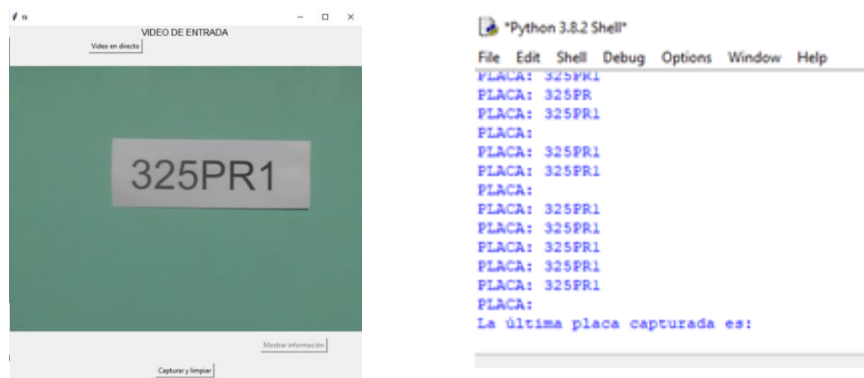 tk
VIDEO DE ENTRADA
Video en directo
325PR1
Mostrar información
Capturar y limpiar
*Python 3.8.2 Shell*
File Edit Shell Debug Options Window Help
PLACA: 325PR1
PLACA: 325PR
PLACA: 325PR1
PLACA:
PLACA: 325PR1
PLACA: 325PR1
PLACA:
PLACA: 325PR1
PLACA: 325PR1
PLACA: 325PR1
PLACA: 325PR1
PLACA: 325PR1
PLACA:
La última placa capturada es: